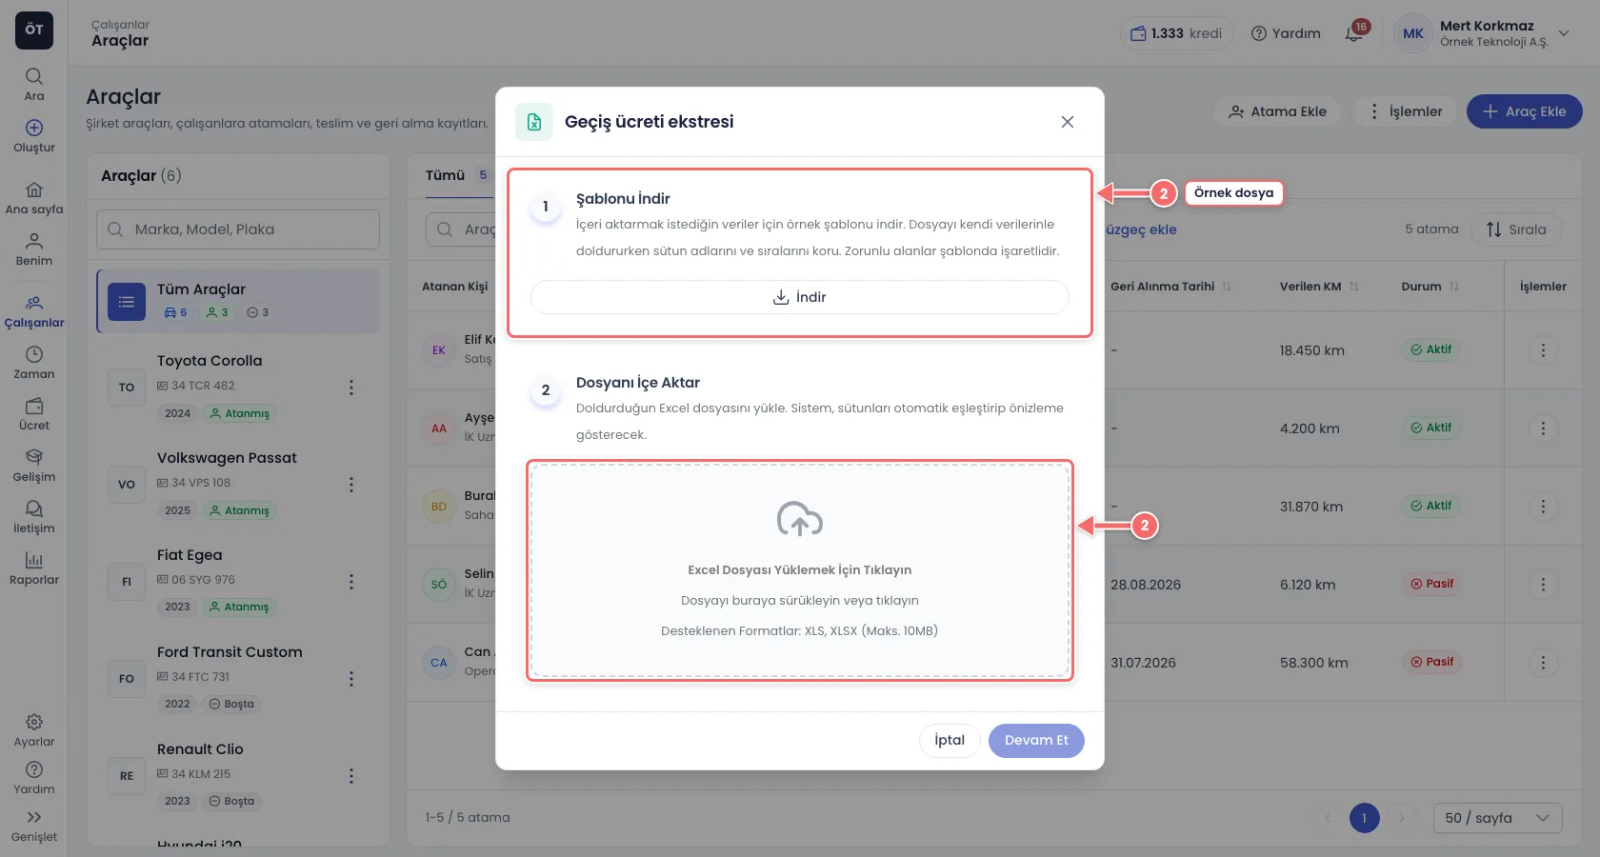 ÖT
Ara
Oluştur
Ana sayfa
Benim
Çalışanlar
Zaman
Ücret
Gelişim
İletişim
Raporlar
Ayarlar
Yardım
Genişlet
Çalışanlar
Araçlar
1.333 kredi
Yardım
16
MK
Mert Korkmaz
Örnek Teknoloji A.Ş.
Araçlar
Şirket araçları, çalışanlara atamaları, teslim ve geri alma kayıtları.
Atama Ekle
İşlemler
Araç Ekle
Araçlar (6)
Marka, Model, Plaka
Tüm Araçlar
6 3 3
TO
Toyota Corolla
34 TCR 482
2024 Atanmış
VO
Volkswagen Passat
34 VPS 108
2025 Atanmış
FI
Fiat Egea
06 SYG 976
2023 Atanmış
FO
Ford Transit Custom
34 FTC 731
2022 Boşta
RE
Renault Clio
34 KLM 215
2023 Boşta
Hyundai i20
Tümü 5
5 atama
Sırala
Atanan Kişi
Geri Alınma Tarihi
Verilen KM
Durum
İşlemler
EK
Satış
-
18.450 km
Aktif
AA
Ayşe
-
4.200 km
Aktif
BD
Saha
-
31.870 km
Aktif
SÖ
Selin
28.08.2026
6.120 km
Pasif
CA
Can
31.07.2026
58.300 km
Pasif
1-5 / 5 atama
1
50 / sayfa
Geçiş ücreti ekstresi
1
Şablonu İndir
İçeri aktarmak istediğin veriler için örnek şablonu indir. Dosyayı kendi verilerinle
doldururken sütun adlarını ve sıralarını koru. Zorunlu alanlar şablonda işaretlidir.
İndir
2
Örnek dosya
2
Dosyanı İçe Aktar
Doldurduğun Excel dosyasını yükle. Sistem, sütunları otomatik eşleştirip önizleme
gösterecek.
Excel Dosyası Yüklemek İçin Tıklayın
Dosyayı buraya sürükleyin veya tıklayın
Desteklenen Formatlar: XLS, XLSX (Maks. 10MB)
2
İptal
Devam Et